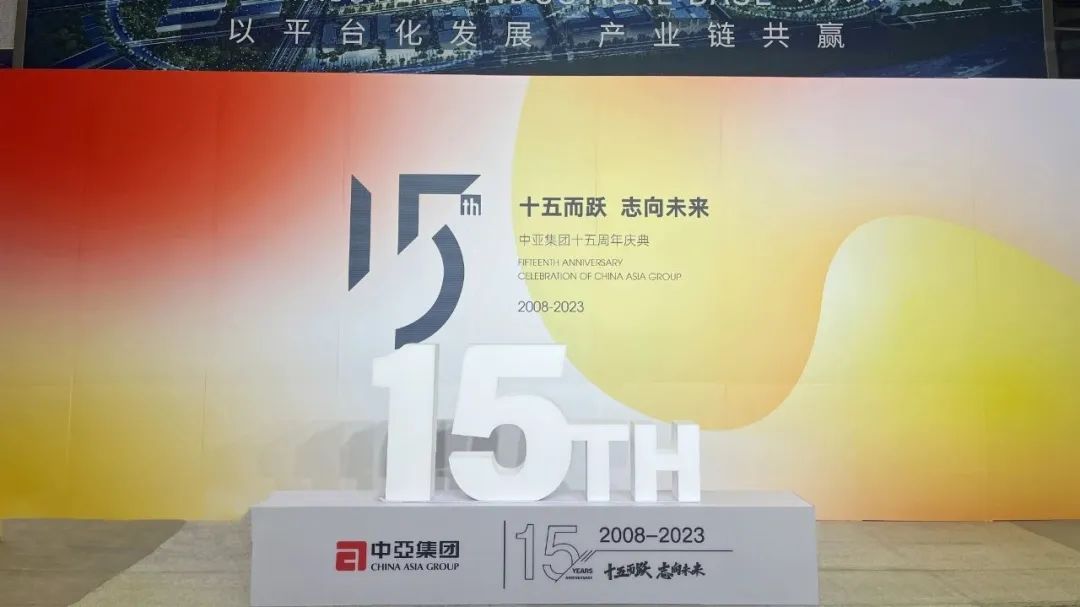 以平台化发展 产业链共赢
15th
十五而跃 志向未来
中亚集团十五周年庆典
FIFTEENTH ANNIVERSARY
CELEBRATION OF CHINA ASIA GROUP
2008-2023
15TH
中亞集团
CHINA ASIA GROUP
15 YEARS
ANNIVERSARY
2008-2023
十五而跃 志向未来